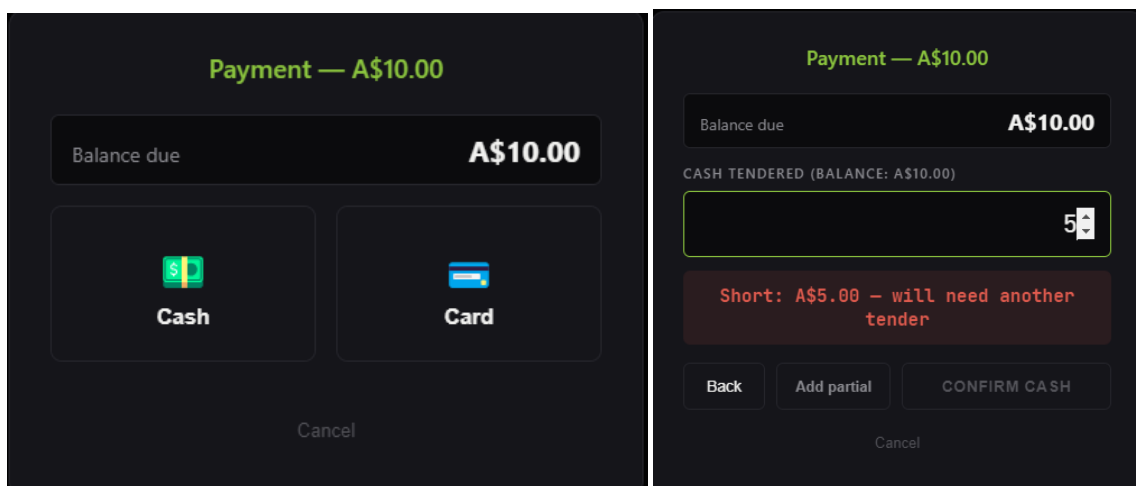 Payment — A$10.00
Balance due A$10.00
Cash Card
Cancel
Payment — A$10.00
Balance due A$10.00
CASH TENDERED (BALANCE: A$10.00)
5
Short: A$5.00 — will need another
tender
Back Add partial CONFIRM CASH
Cancel